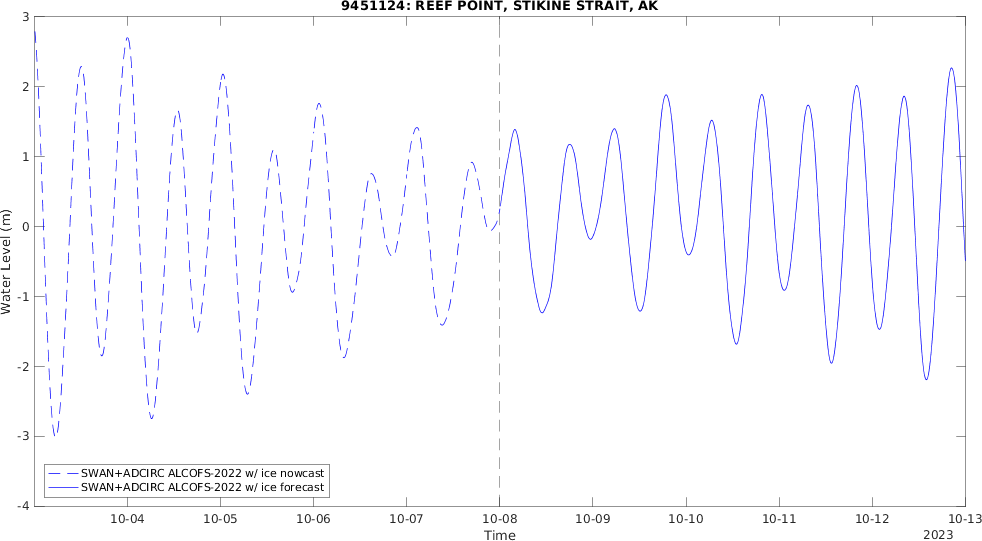 9451124: REEF POINT, STIKINE STRAIT, AK
3
2
1
0
-1
-2
-3
-4
Water Level (m)
SWAN+ADCIRC ALCOFS-2022 w/ ice nowcast
SWAN+ADCIRC ALCOFS-2022 w/ ice forecast
10-04 10-05 10-06 10-07 10-08 10-09 10-10 10-11 10-12 10-13
Time
2023